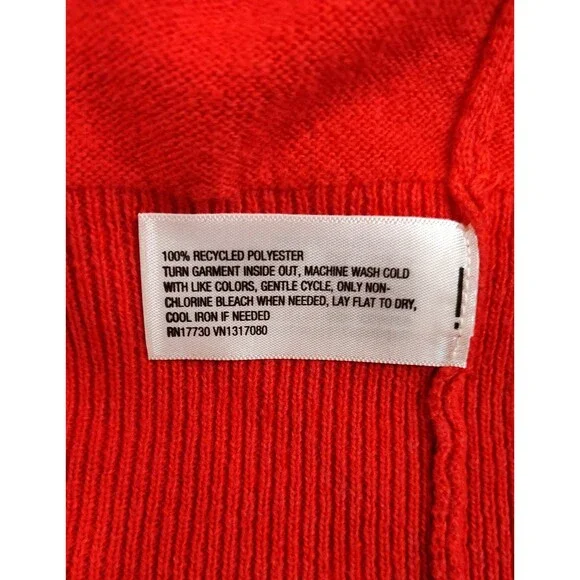 100% RECYCLED POLYESTER
TURN GARMENT INSIDE OUT, MACHINE WASH COLD
WITH LIKE COLORS, GENTLE CYCLE, ONLY NON-
CHLORINE BLEACH WHEN NEEDED, LAY FLAT TO DRY,
COOL IRON IF NEEDED
RN17730 VN1317080